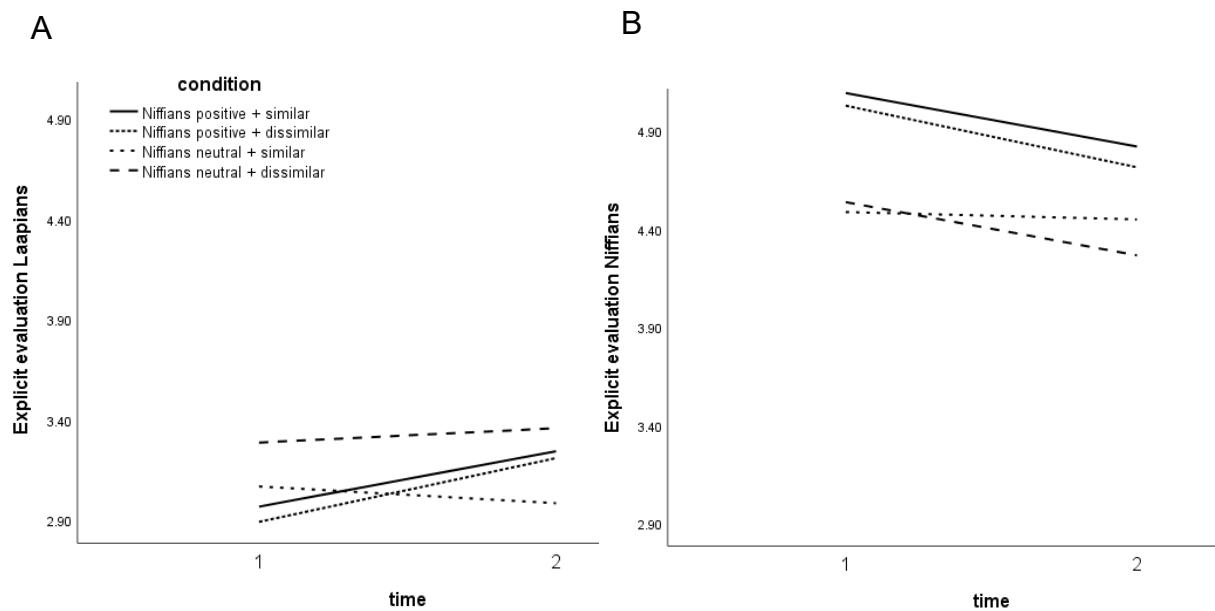 A
condition
Niffians positive + similar
Niffians positive + dissimilar
Niffians neutral + similar
Niffians neutral + dissimilar
Explicit evaluation Laapians
4.90
4.40
3.90
3.40
2.90
1
2
time
B
Explicit evaluation Niffians
4.90
4.40
3.90
3.40
2.90
1
2
time